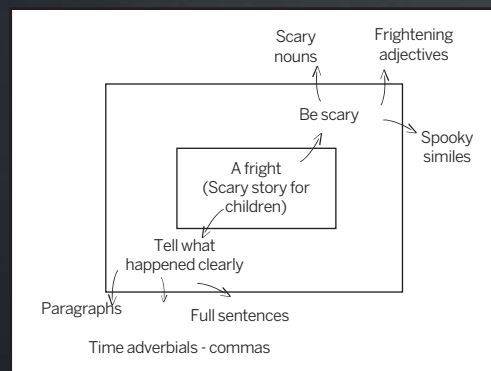 Scary
nouns
Frightening
adjectives
Be scary
Spooky
similes
A fright
(Scary story for
children)
Tell what
happened clearly
Paragraphs
Full sentences
Time adverbials - commas